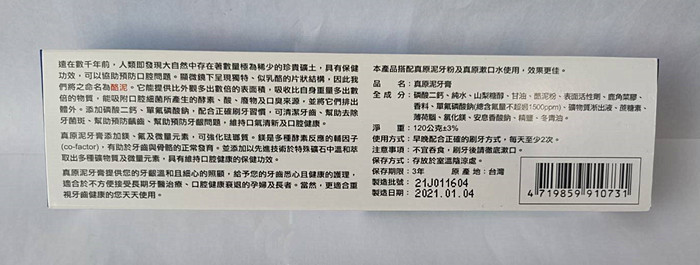 遠在數千年前，人類即發現大自然中存在著數量極為稀少的珍貴礦土，具有保健
功效，可以協助預防口腔問題。顯微鏡下呈現獨特、似乳酪的片狀結構，因此我
們將之命名為酷泥。它能提供比外觀多出數倍的表面積，吸收比自身重量多出數
倍的物質，能吸附口腔細菌所產生的酵素、酸、廢物及口臭來源，並將它們排出
體外。添加磷酸二鈣、單氟磷酸鈉，配合正確刷牙習慣，可清潔牙齒、幫助去除
牙菌斑、幫助預防齲齒、幫助預防牙齦問題，維持口氣清新及口腔健康。
真原泥牙膏添加鎂、氟及微量元素，可強化琺瑯質。鎂是多種酵素反應的輔因子
(co-factor)，有助於牙齒與骨骼的正常發育。並添加以先進技術於特殊礦石中溫和萃
取出多種礦物質及微量元素，具有維持口腔健康的保健功效。
真原泥牙膏提供您的牙齦溫和且細心的照顧，給予您的牙齒悉心且健康的護理，
適合於不方便接受長期牙醫治療、口腔健康衰退的孕婦及長者。當然，更適合重
視牙齒健康的您天天使用。
本產品搭配真原泥牙粉及真原漱口水使用，效果更佳。
品　　名：真原泥牙膏
全 成 分：磷酸二鈣、純水、山梨糖醇、甘油、酷泥粉、表面活性劑、鹿角菜膠、
香料、單氟磷酸鈉(總含氟量不超過1500ppm)、礦物質淅出液、蔗糖素、
薄荷腦、氯化鎂、安息香酸鈉、精鹽、冬青油
淨　　重：120公克±3%
使用方式：早晚配合正確的刷牙方式，每天至少2次。
注意事項：不宜吞食，刷牙後請徹底漱口。
保存方式：存放於室溫陰涼處。
保存期限：3年　原 產 地：台灣
製造批號：21J011604
製造日期：2021.01.04
4 719859 910731